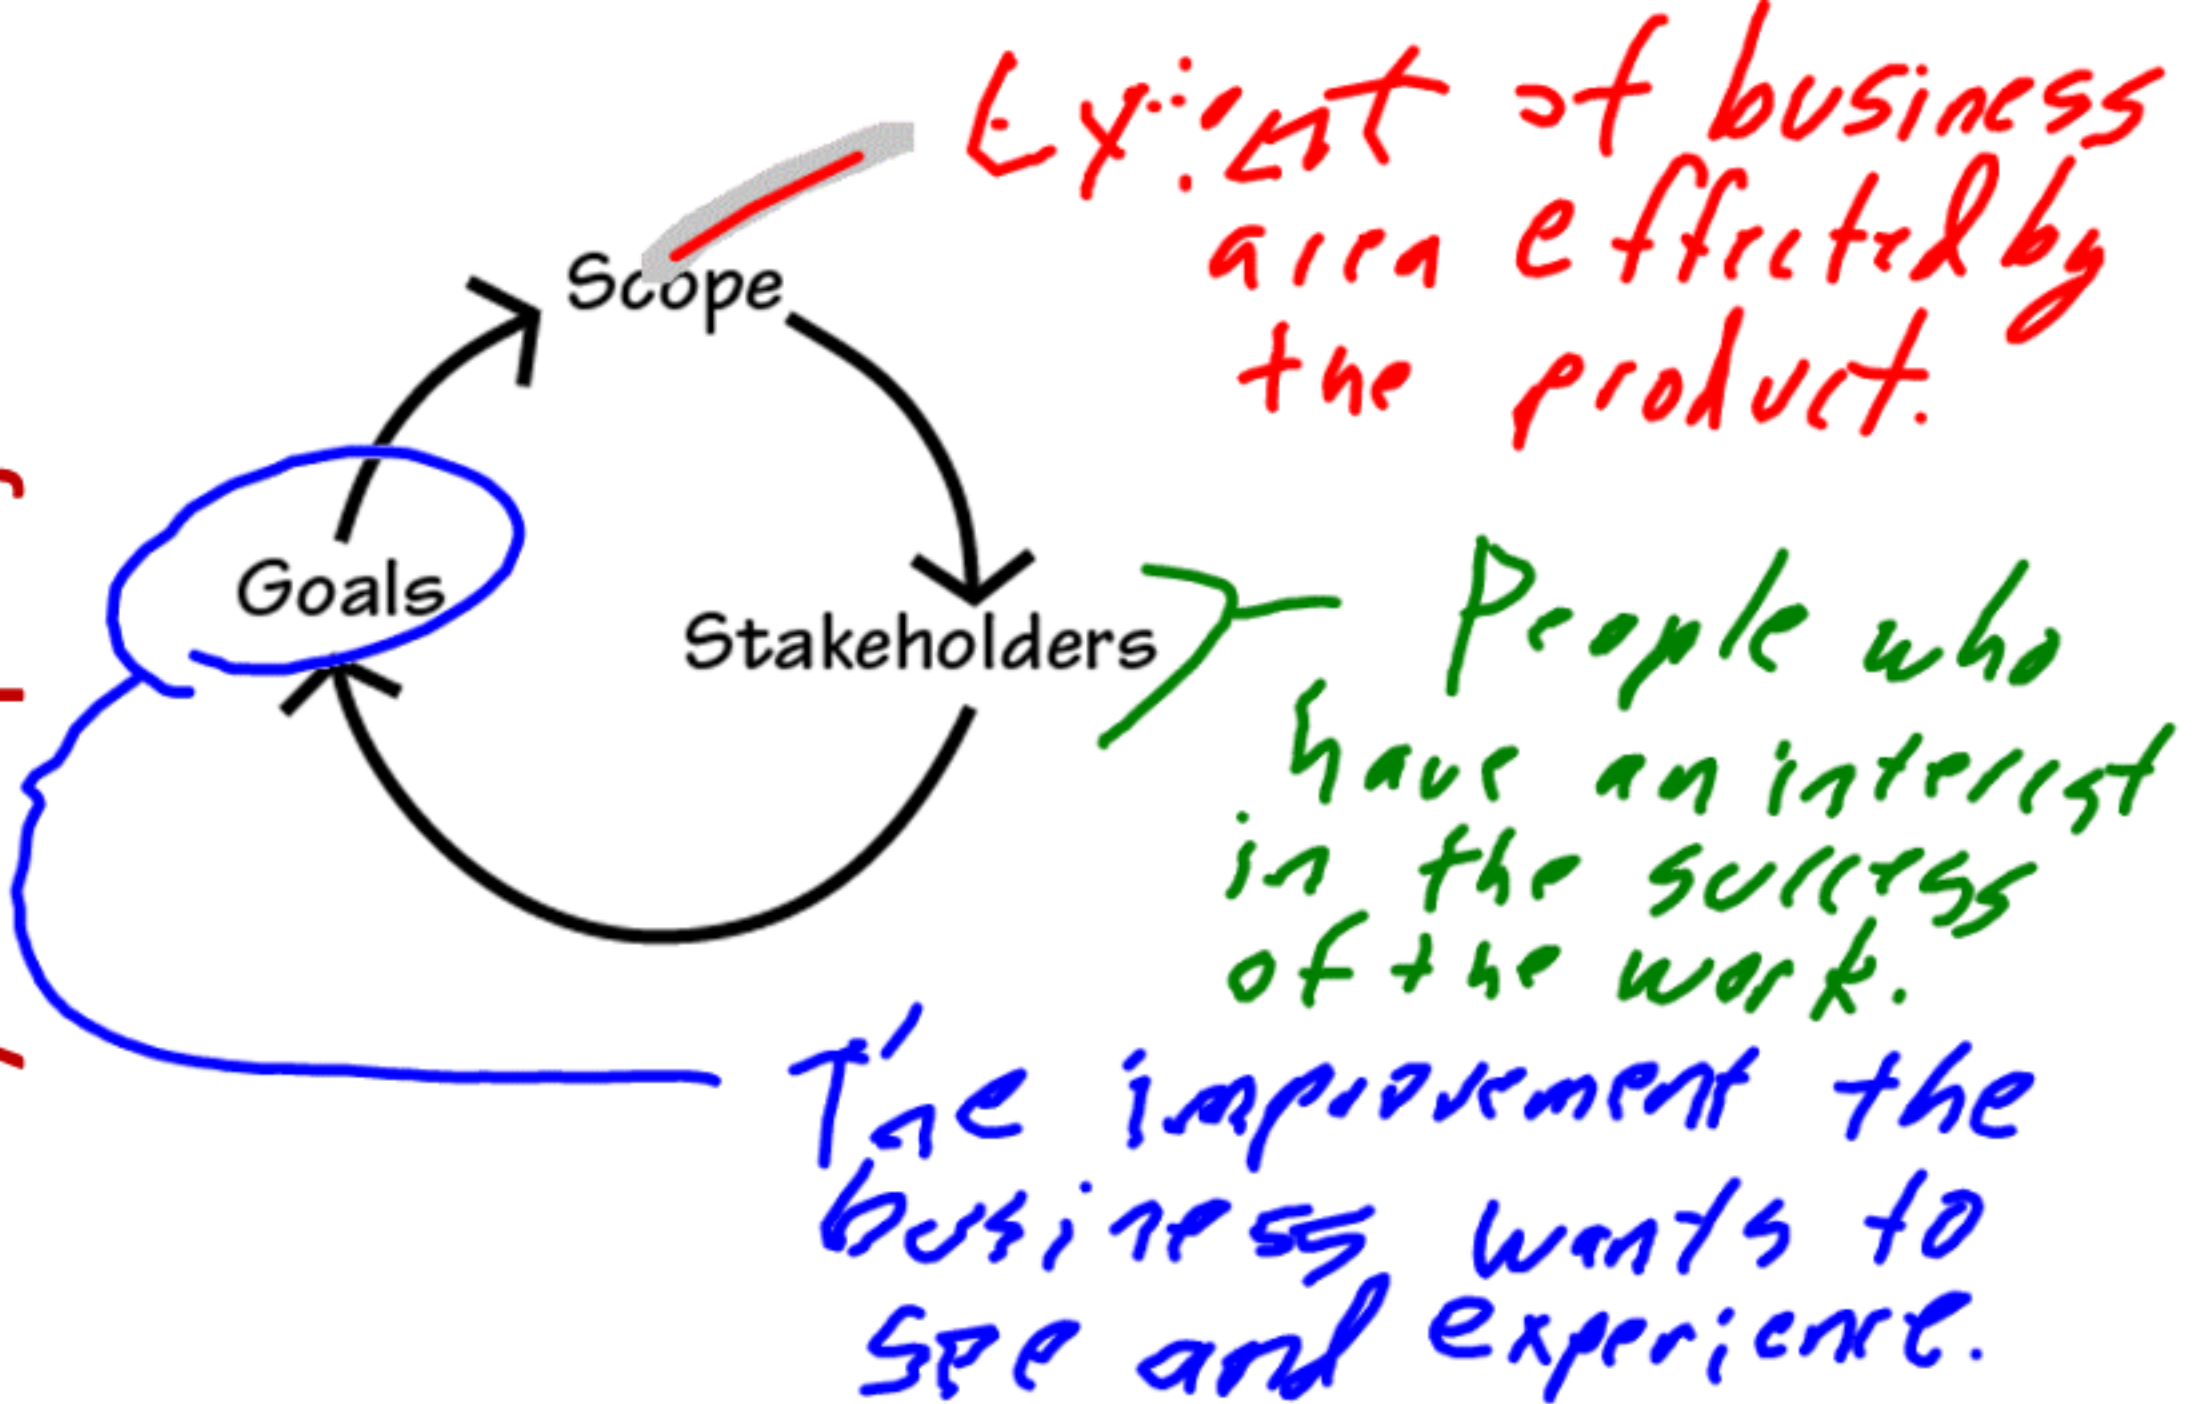 Extent of business
area effected by
the product.
Scope
Goals
Stakeholders
People who
have an interest
in the success
of the work.
The improvement the
business wants to
see and experience.